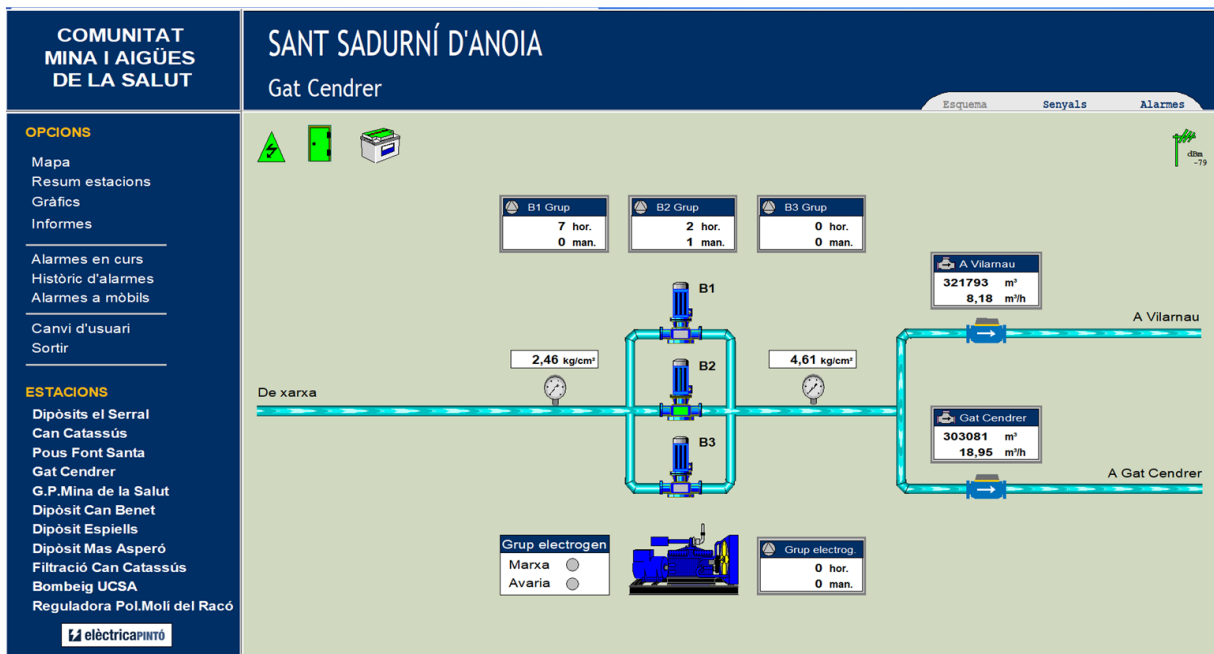 COMUNITAT
MINA I AIGÜES
DE LA SALUT
SANT SADURNÍ D'ANOIA
Gat Cendrer
Esquema
Senyals
Alarmes
OPCIONS
Mapa
Resum estacions
Gràfics
Informes
Alarmes en curs
Històric d'alarmes
Alarmes a mòbils
Canvi d'usuari
Sortir
ESTACIONS
Dipòsits el Serral
Can Catassús
Pous Font Santa
Gat Cendrer
G.P.Mina de la Salut
Dipòsit Can Benet
Dipòsit Espiells
Dipòsit Mas Asperó
Filtració Can Catassús
Bombeig UCSA
Reguladora Pol.Molí del Racó
elèctricaPINTÓ
dBm
-79
B1 Grup
7 hor.
0 man.
B2 Grup
2 hor.
1 man.
B3 Grup
0 hor.
0 man.
A Vilarnau
321793 m³
8,18 m³/h
A Vilarnau
B1
2,46 kg/cm²
B2
4,61 kg/cm²
De xarxa
B3
Gat Cendrer
303081 m³
18,95 m³/h
A Gat Cendrer
Grup electrogen
Marxa
Avaria
Grup electrog.
0 hor.
0 man.